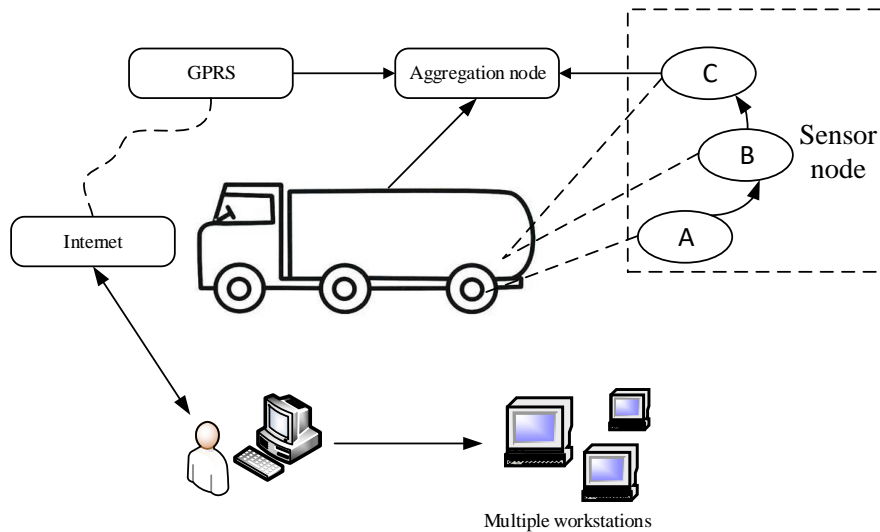 GPRS
Aggregation node
C
B
Sensor
node
A
Internet
Multiple workstations